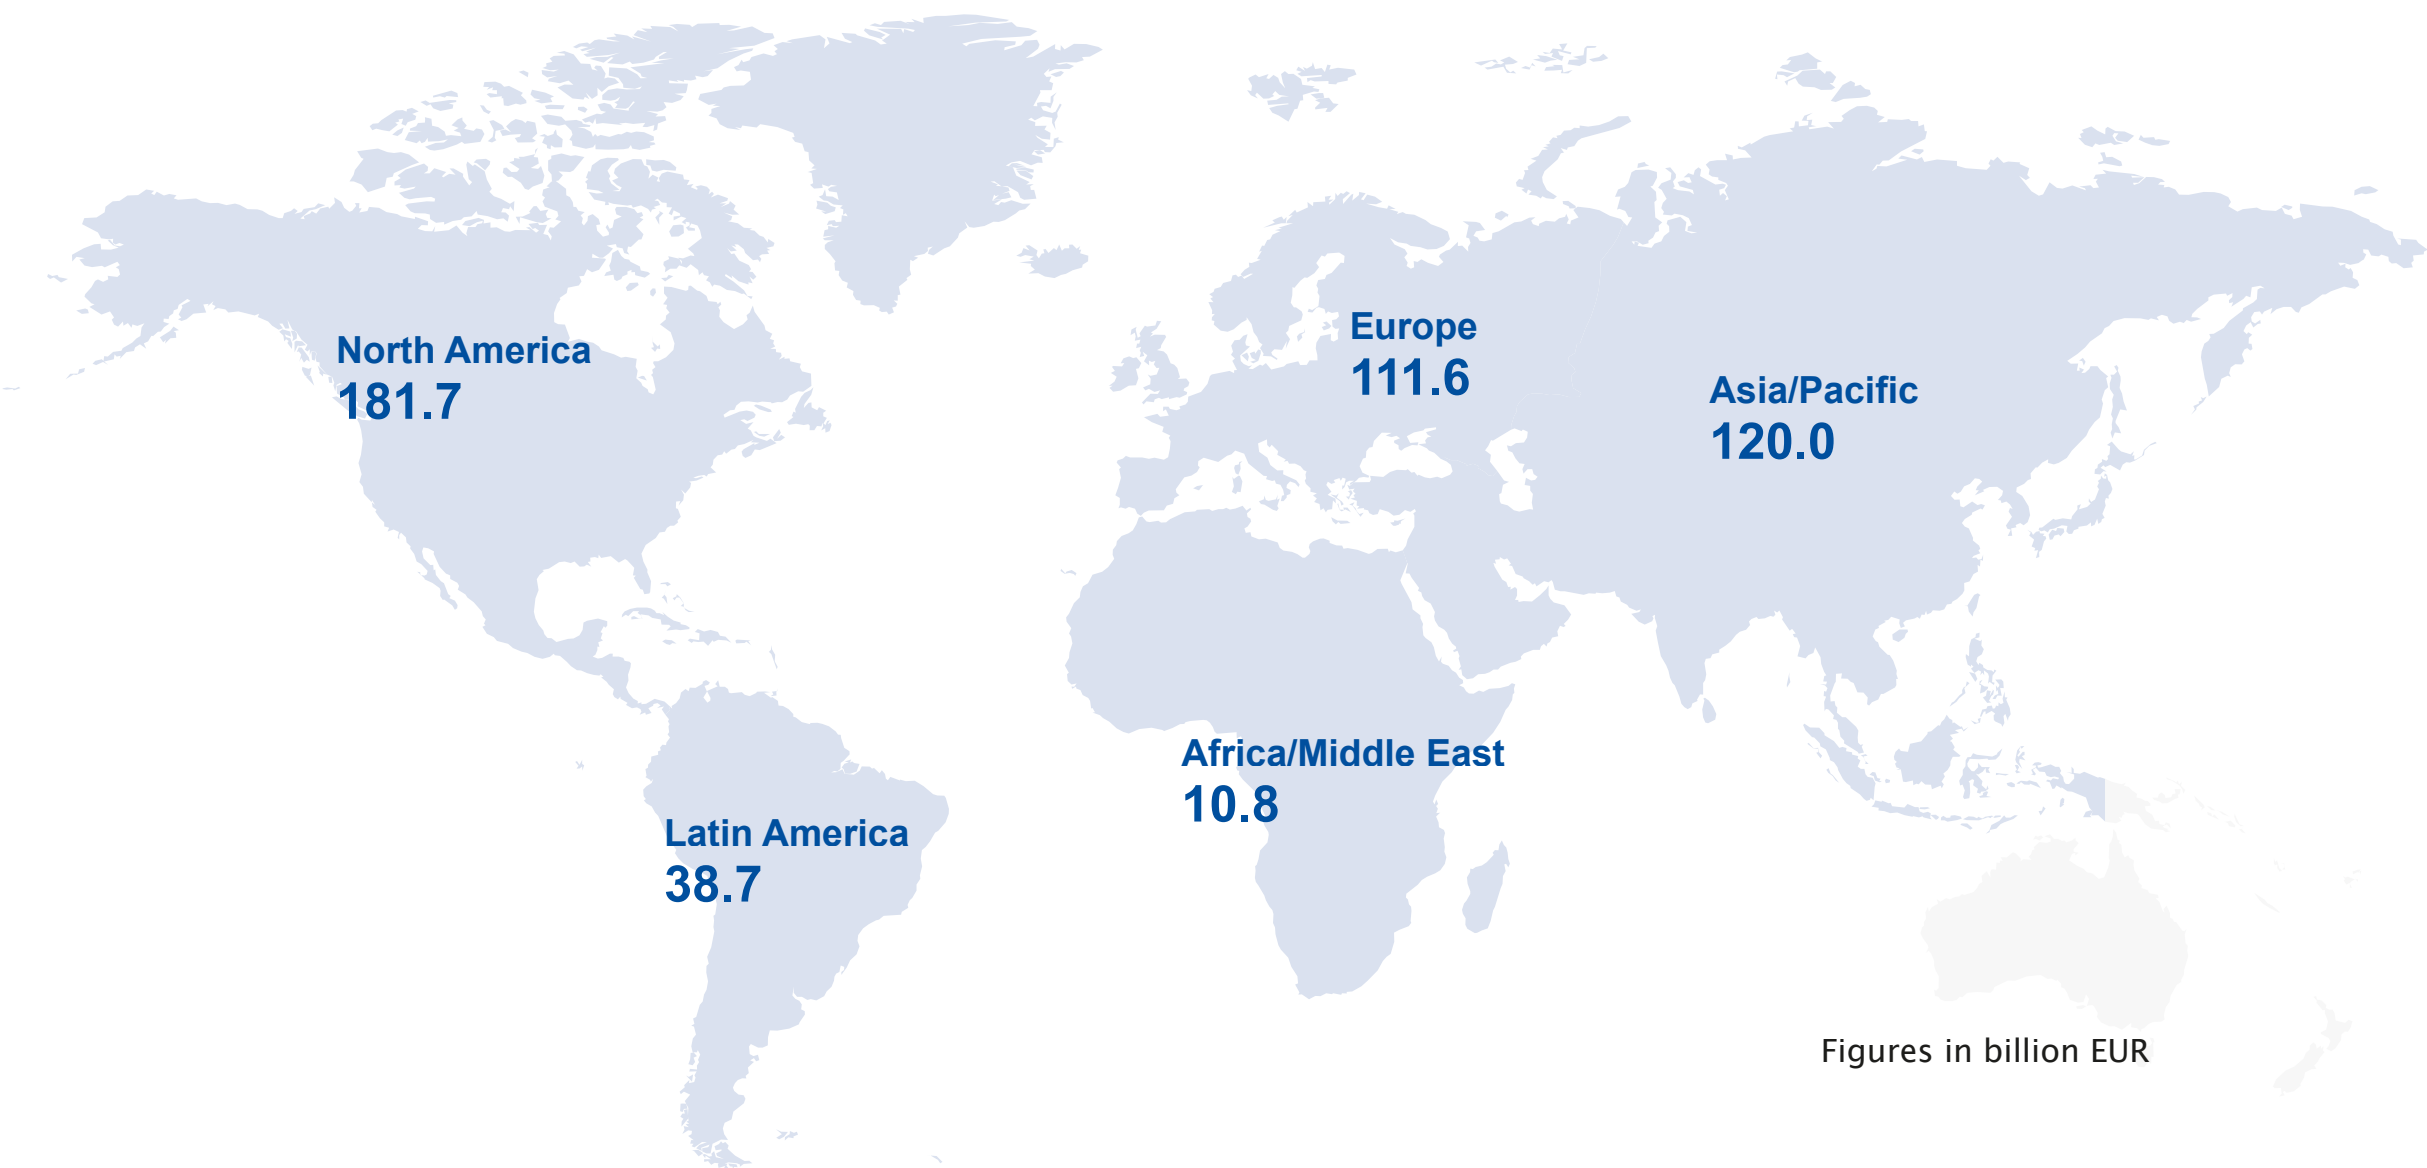 North America
181.7
Europe
111.6
Asia/Pacific
120.0
Africa/Middle East
10.8
Latin America
38.7
Figures in billion EUR